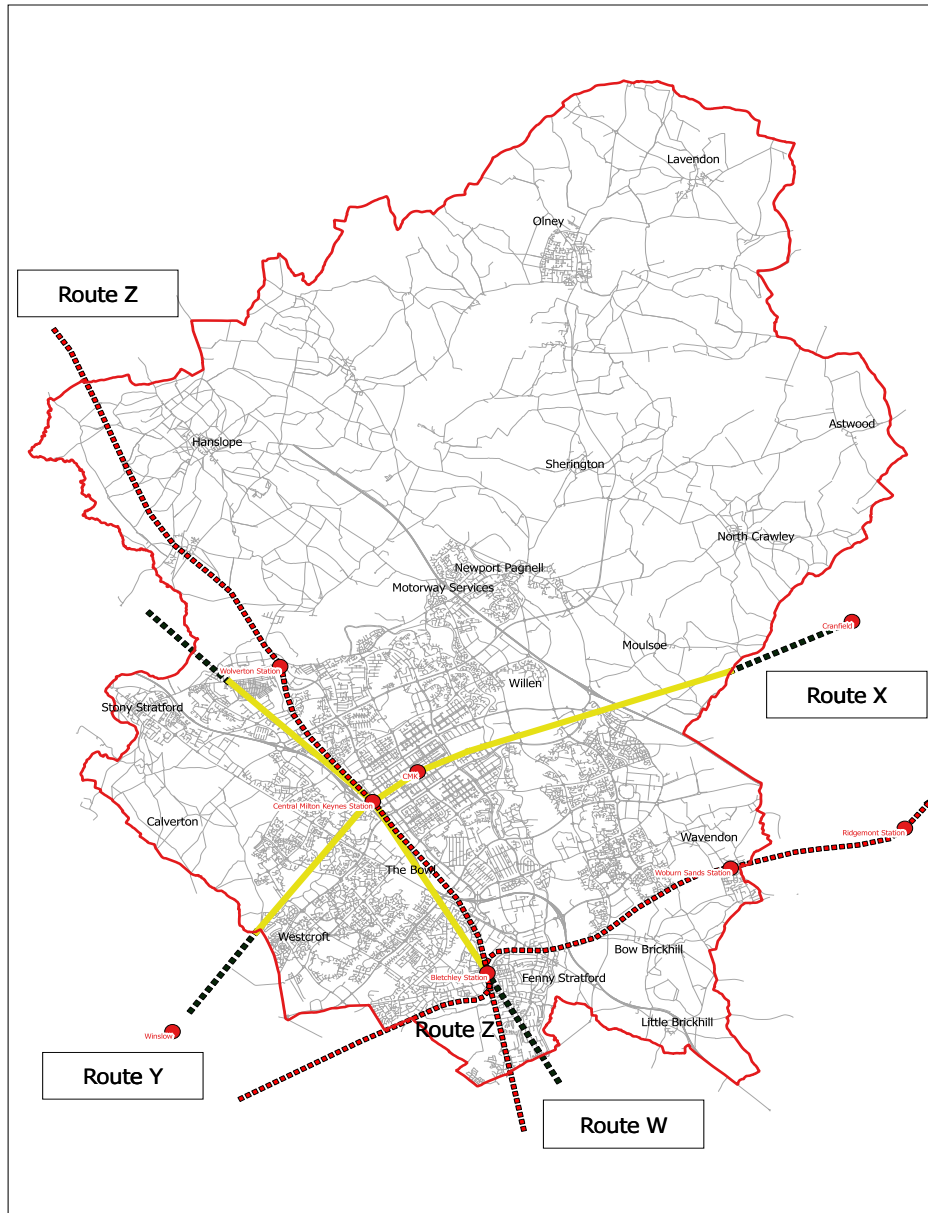 Lavendon
Olney
Route Z
Astwood
Hanslope
Sherington
North Crawley
Newport Pagnell
Motorway Services
Cranfield
Moulsoe
Wolverton Station
Willen
Route X
Stony Stratford
CMK
Central Milton Keynes Station
Calverton
Ridgemont Station
Wavendon
The Bowl
Woburn Sands Station
Westcroft
Bow Brickhill
Bletchley Station
Fenny Stratford
Little Brickhill
Route Z
Winslow
Route Y
Route W